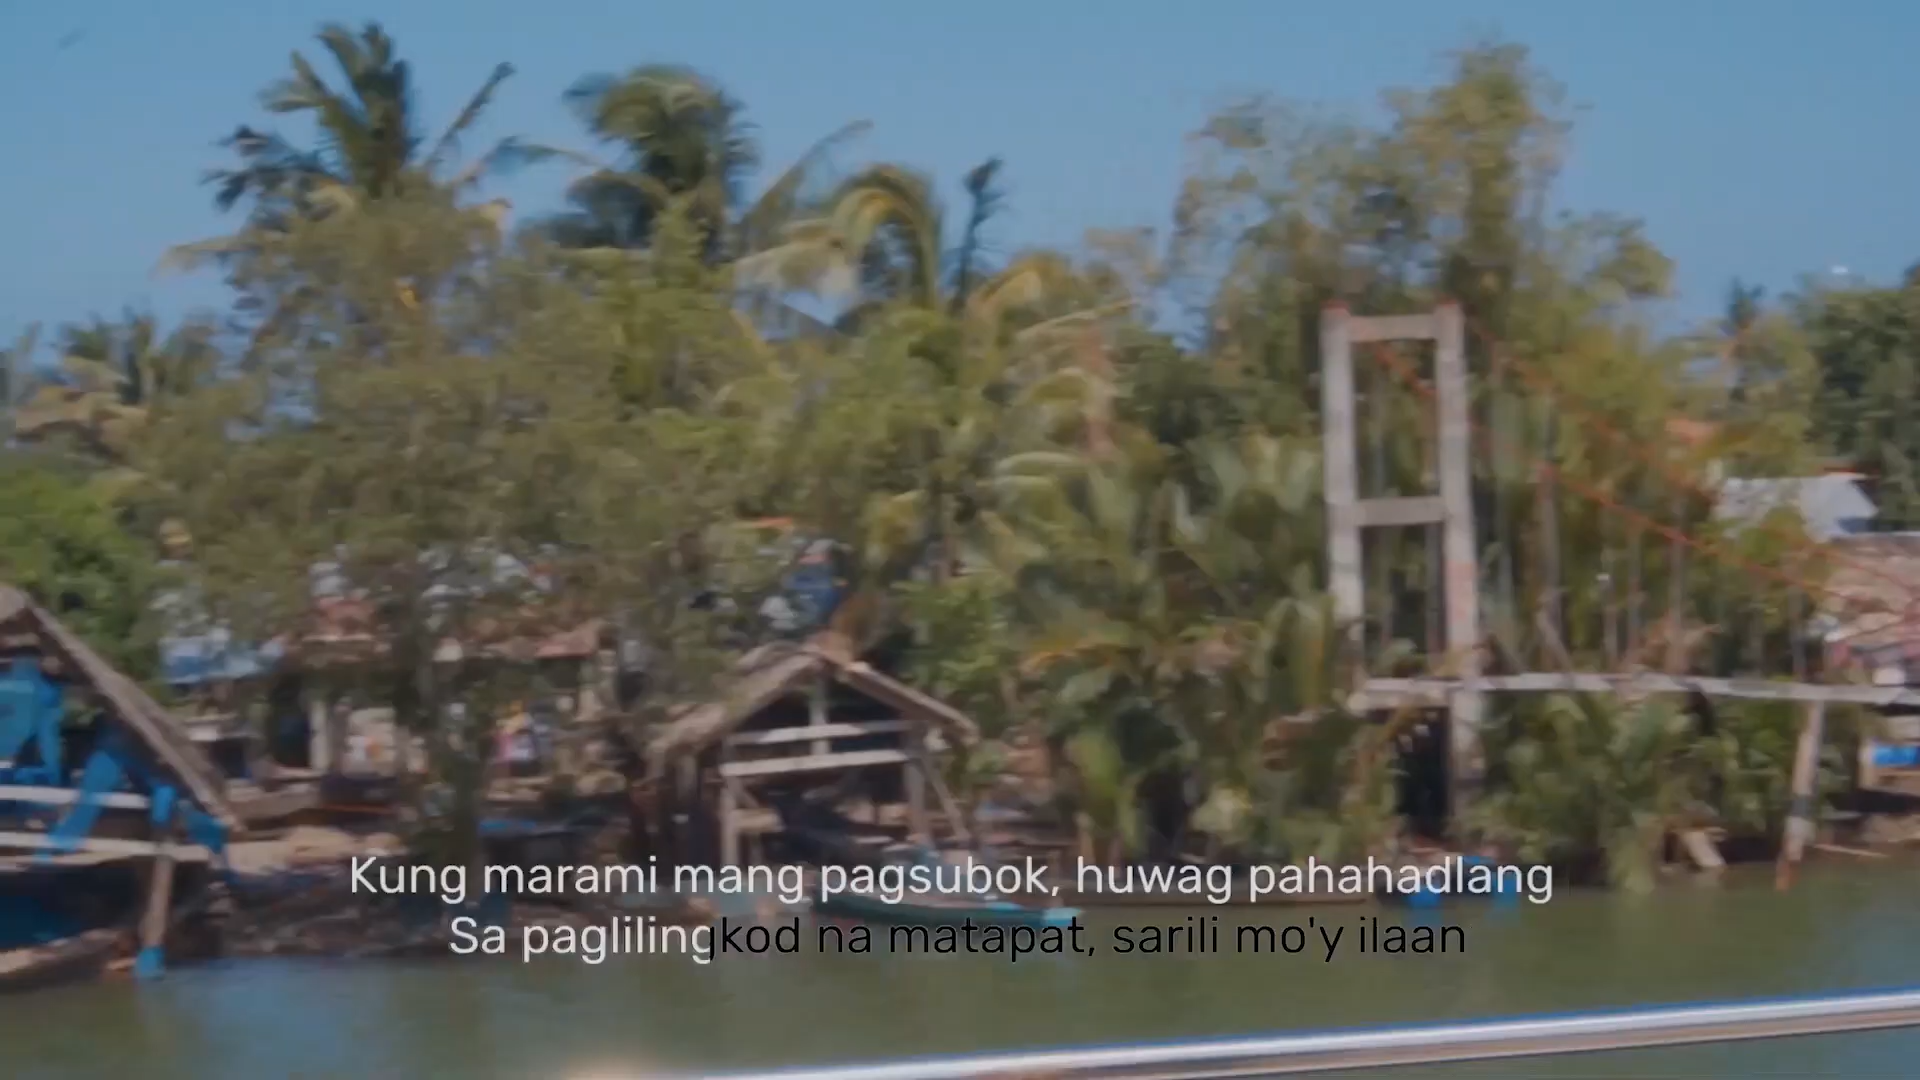 Kung marami mang pagsubok, huwag pahahadlang
Sa paglilingkod na matapat, sarili mo'y ilaan